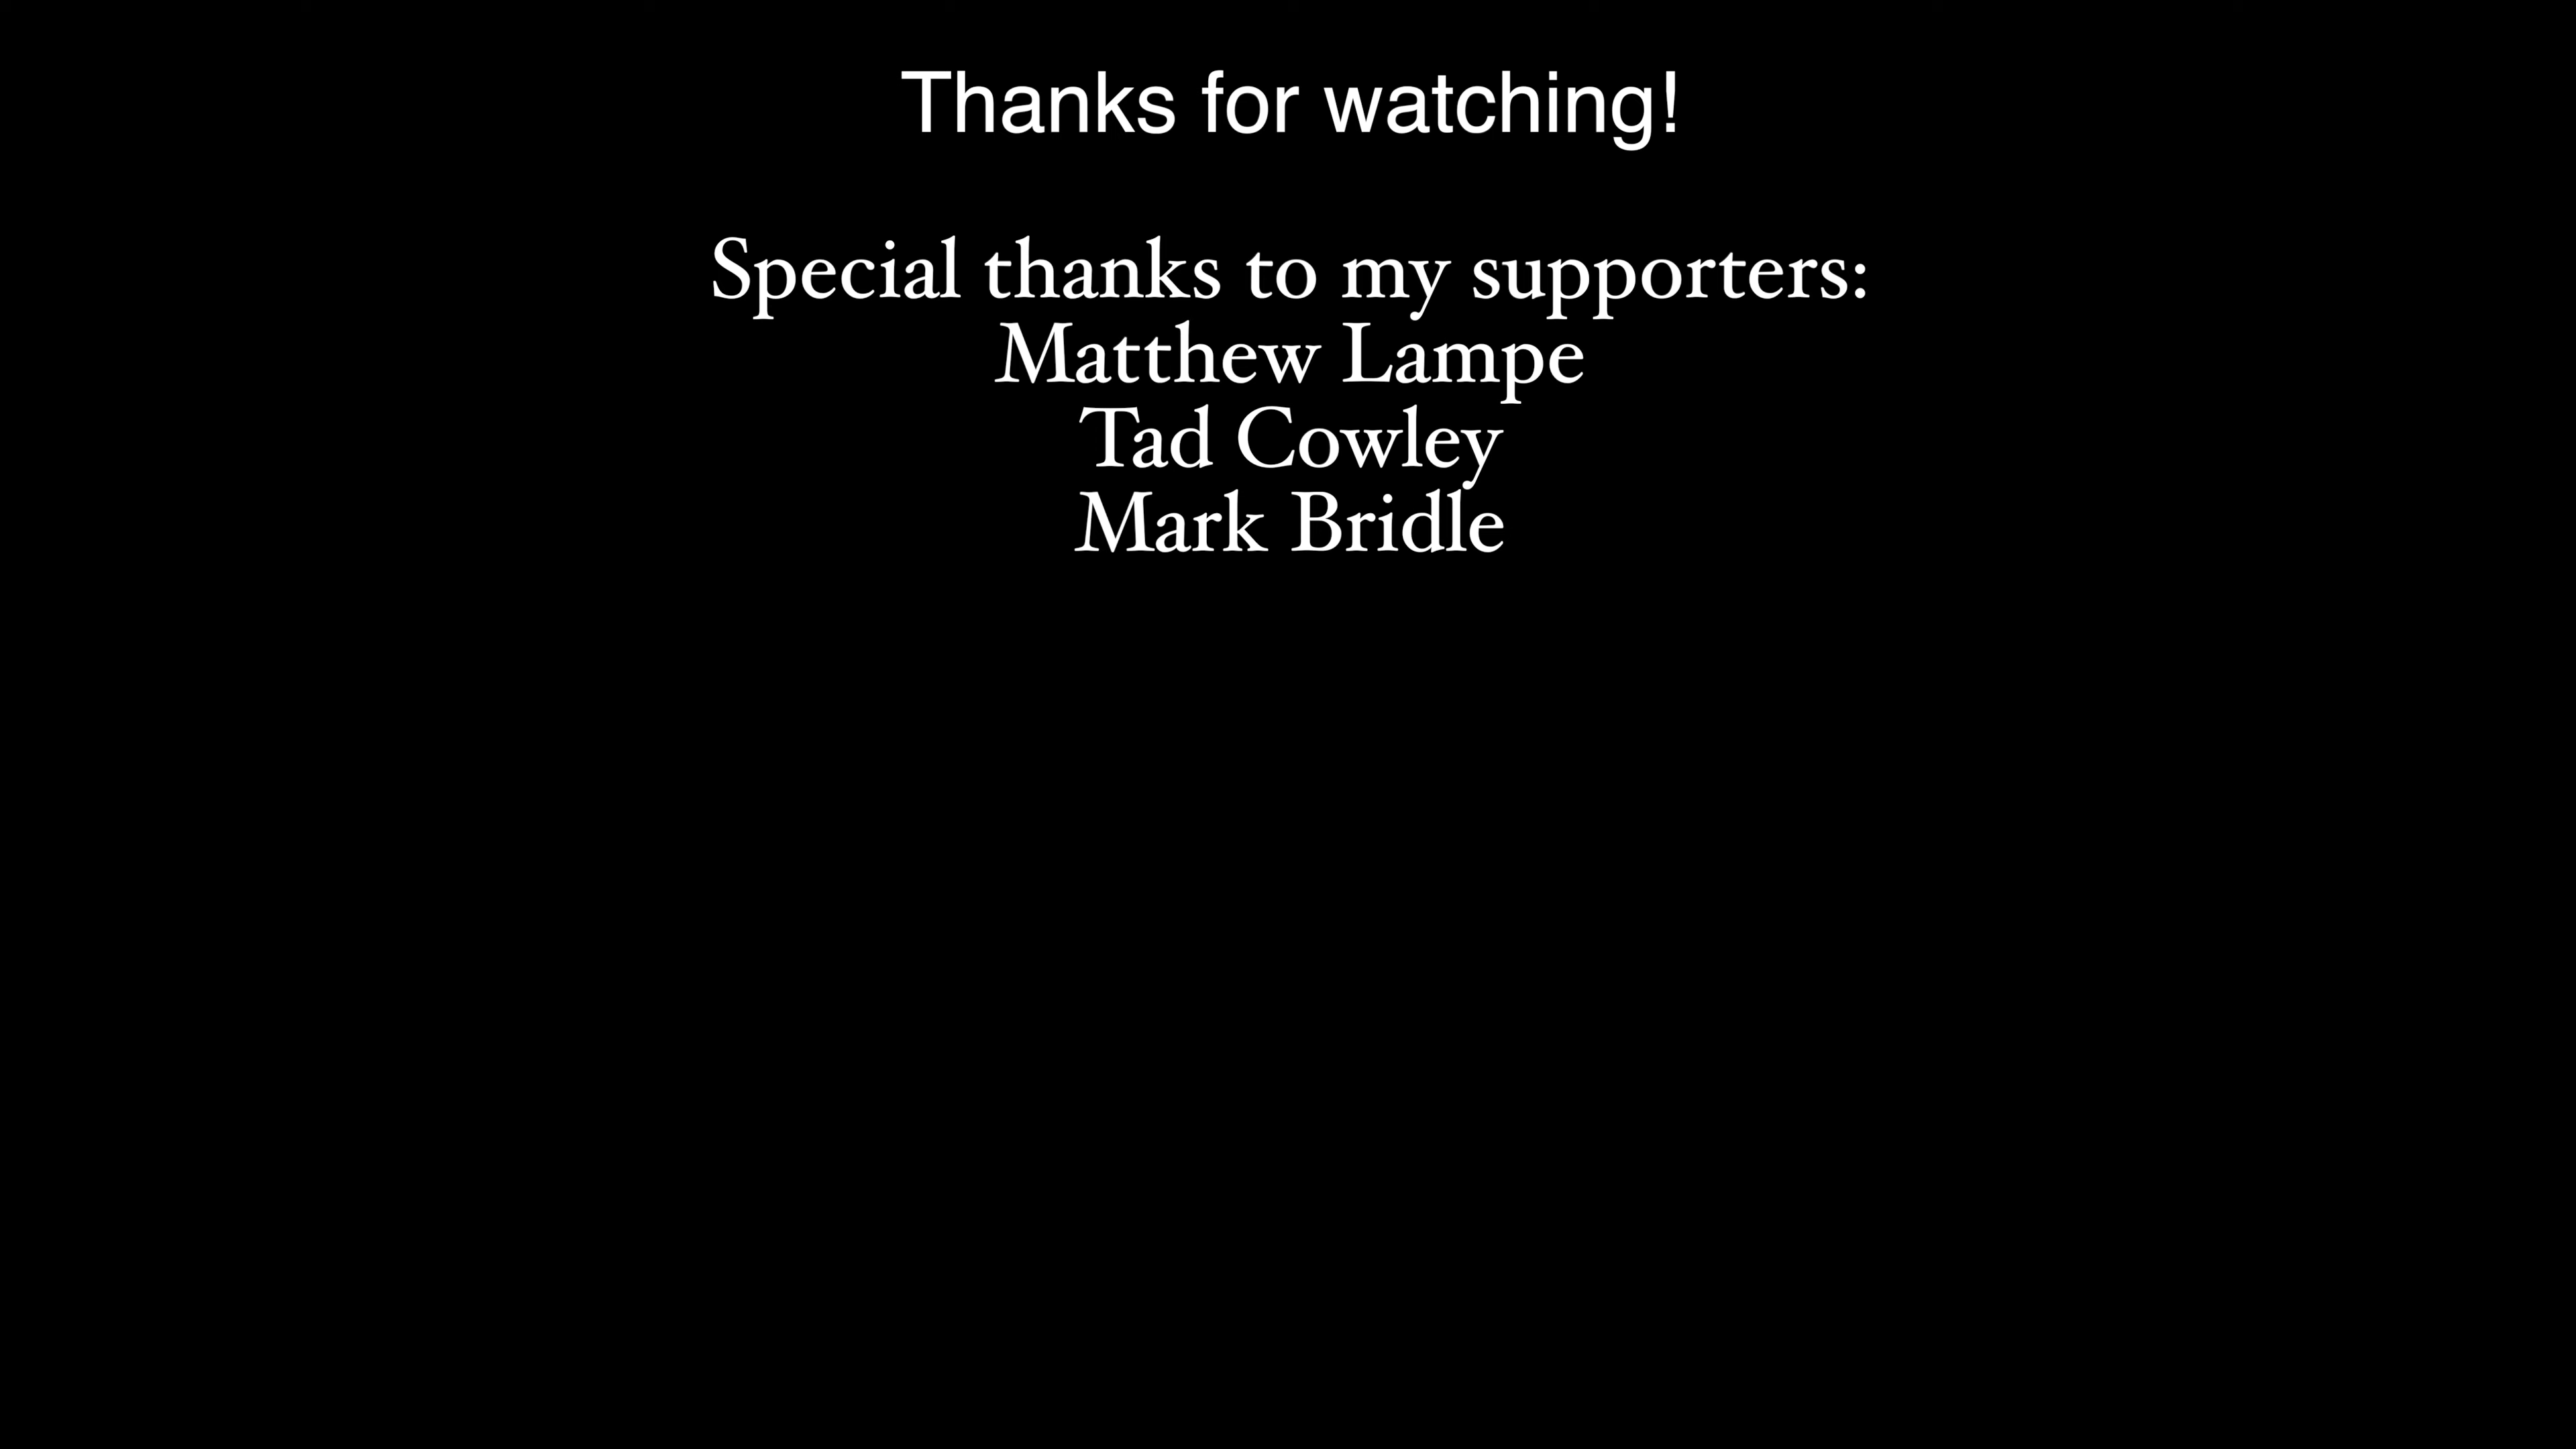 Thanks for watching!
Special thanks to my supporters:
Matthew Lampe
Tad Cowley
Mark Bridle